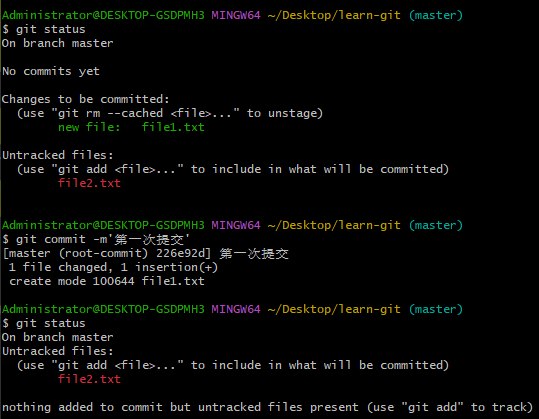 Administrator@DESKTOP-GSDPMH3 MINGW64 ~/Desktop/learn-git (master)
$ git status
On branch master

No commits yet

Changes to be committed:
  (use "git rm --cached <file>..." to unstage)
        new file:   file1.txt

Untracked files:
  (use "git add <file>..." to include in what will be committed)
        file2.txt

Administrator@DESKTOP-GSDPMH3 MINGW64 ~/Desktop/learn-git (master)
$ git commit -m'第一次提交'
[master (root-commit) 226e92d] 第一次提交
 1 file changed, 1 insertion(+)
 create mode 100644 file1.txt

Administrator@DESKTOP-GSDPMH3 MINGW64 ~/Desktop/learn-git (master)
$ git status
On branch master
Untracked files:
  (use "git add <file>..." to include in what will be committed)
        file2.txt

nothing added to commit but untracked files present (use "git add" to track)